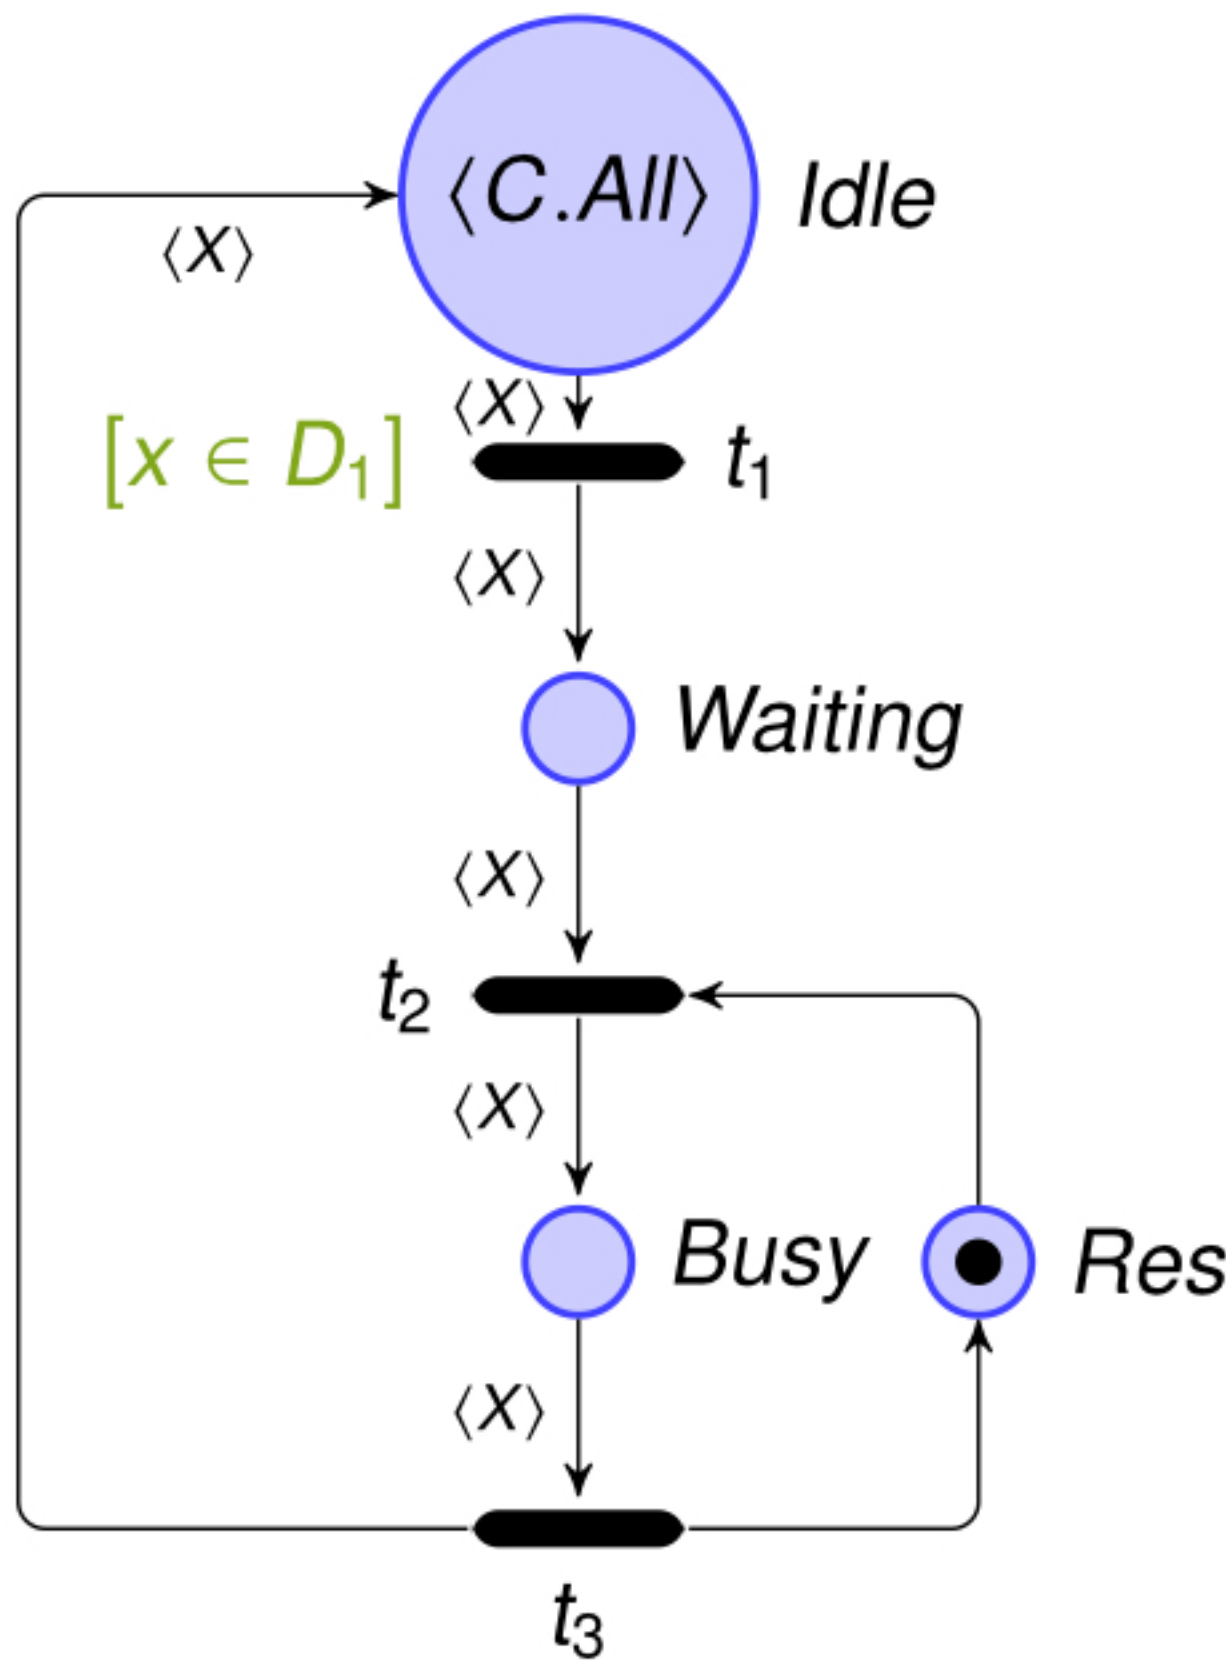 ⟨C.All⟩ Idle
⟨X⟩
⟨X⟩
[x ∈ D₁] t₁
⟨X⟩
Waiting
⟨X⟩
t₂
⟨X⟩
Busy Res
⟨X⟩
t₃